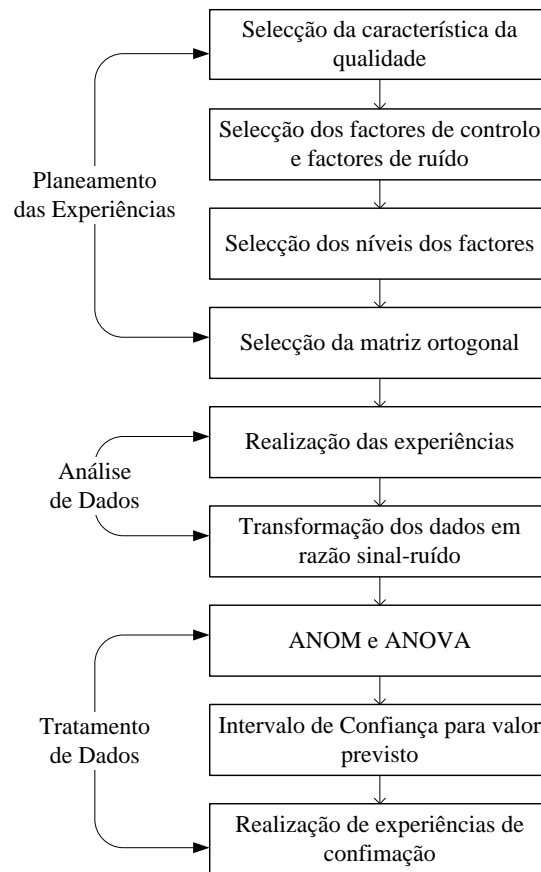 Selecção da característica da
qualidade
Selecção dos factores de controlo
e factores de ruído
Planeamento
das Experiências
Selecção dos níveis dos factores
Selecção da matriz ortogonal
Realização das experiências
Análise
de Dados
Transformação dos dados em
razão sinal-ruído
ANOM e ANOVA
Tratamento
de Dados
Intervalo de Confiança para valor
previsto
Realização de experiências de
confimação